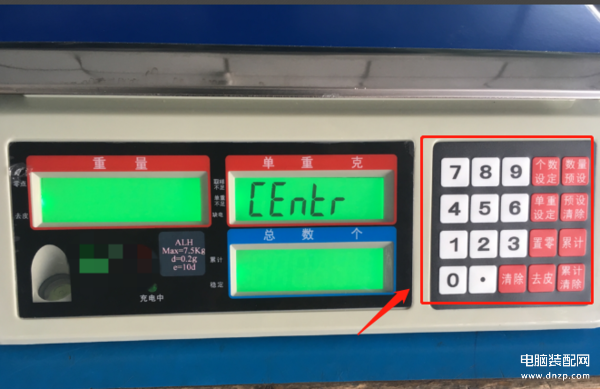 重量
单重克
零点
去皮
CEntr
缺电
总数个
ALH
Max=7.5Kg
d=0.2g
e=10d
累计
稳定
充电中
7 8 9 个数设定 数量预设
4 5 6 单重设定 预设清除
1 2 3 置零 累计
0 · 清除 去皮 累计清除
电脑装配网
www.dnzp.com